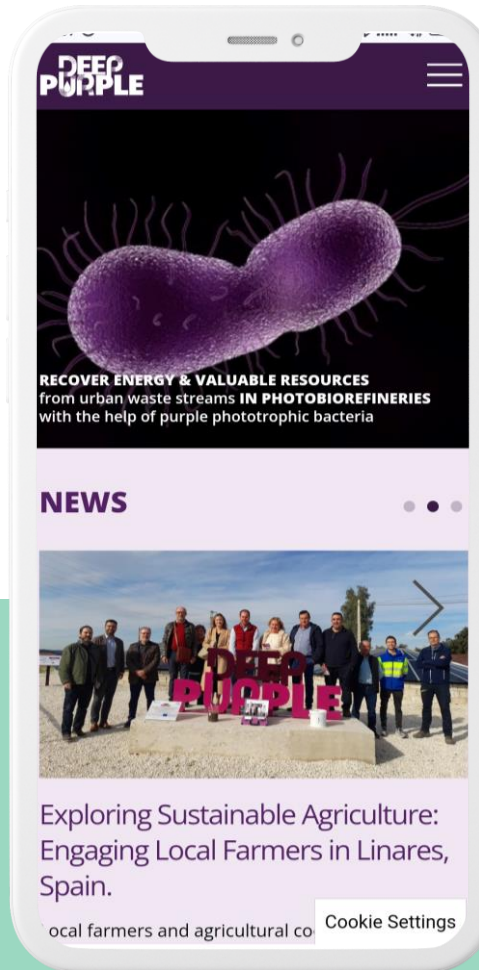 DEEP
PURPLE
RECOVER ENERGY & VALUABLE RESOURCES
from urban waste streams IN PHOTOBIOREFINERIES
with the help of purple phototrophic bacteria
NEWS
DEEP
PURPLE
Exploring Sustainable Agriculture:
Engaging Local Farmers in Linares,
Spain.
ocal farmers and agricultural co
Cookie Settings